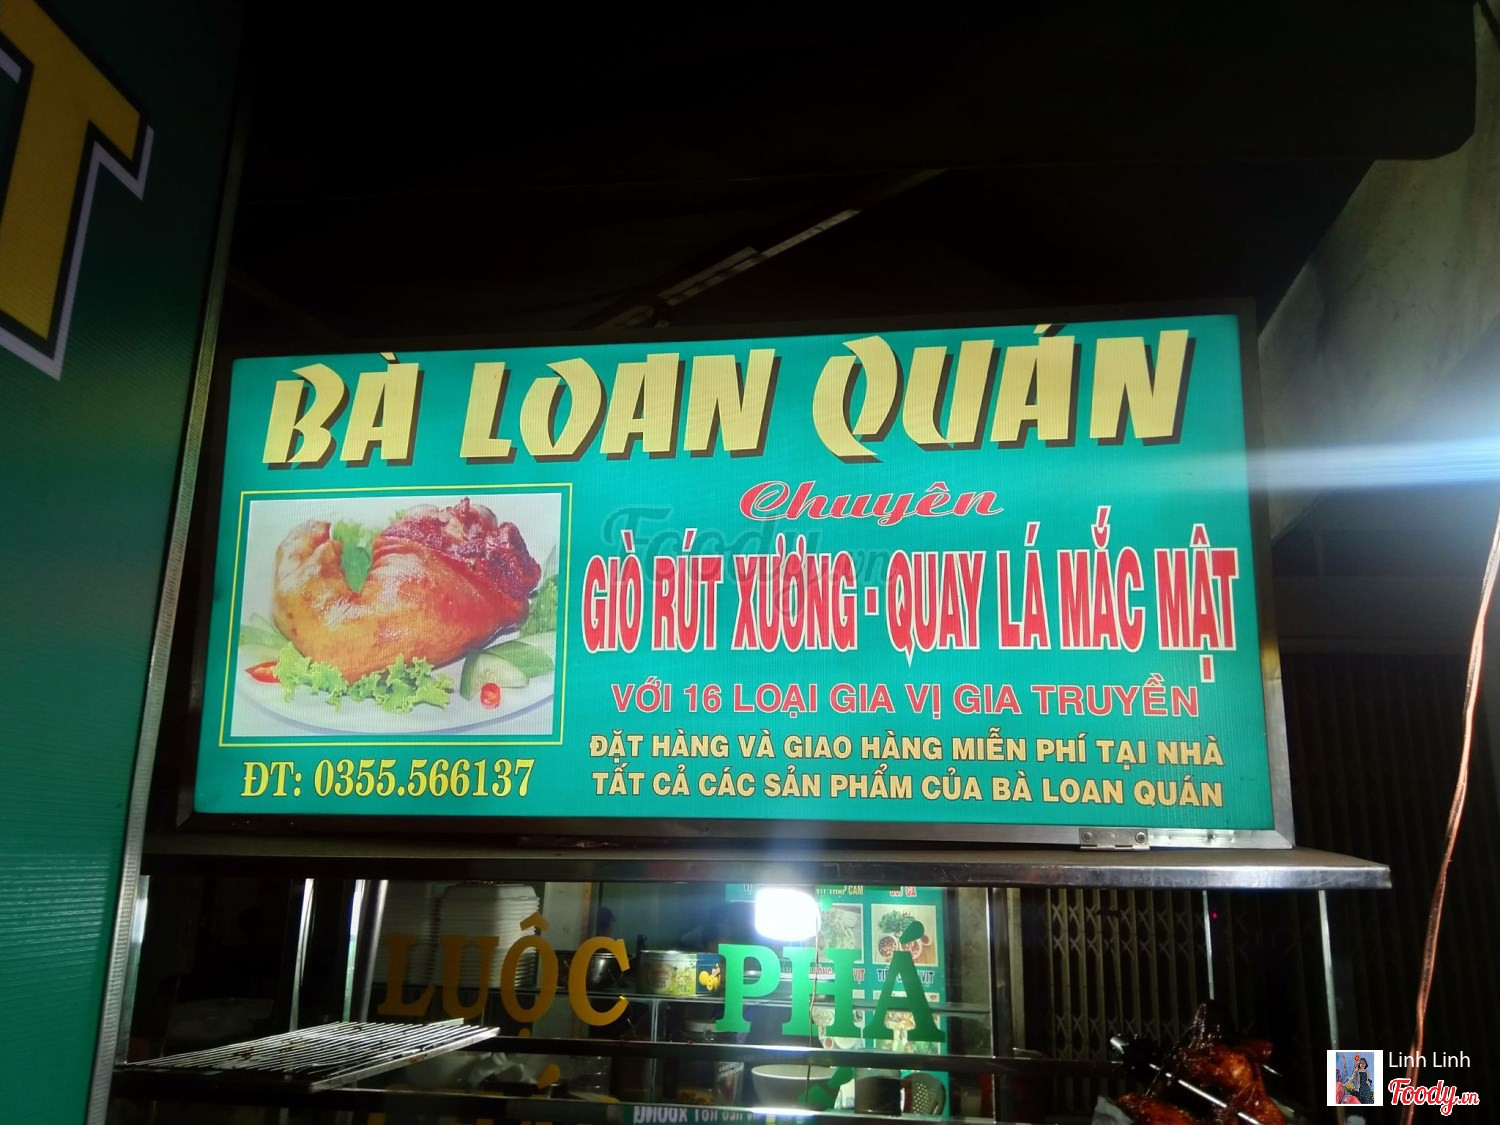 T
BÀ LOAN QUÁN
Chuyên
GIÒ RÚT XƯƠNG - QUAY LÁ MẮC MẬT
VỚI 16 LOẠI GIA VỊ GIA TRUYỀN
ĐẶT HÀNG VÀ GIAO HÀNG MIỄN PHÍ TẠI NHÀ
TẤT CẢ CÁC SẢN PHẨM CỦA BÀ LOAN QUÁN
ĐT: 0355.566137
Foody.vn
LUỘC PHÁ
Linh Linh
Foody.vn